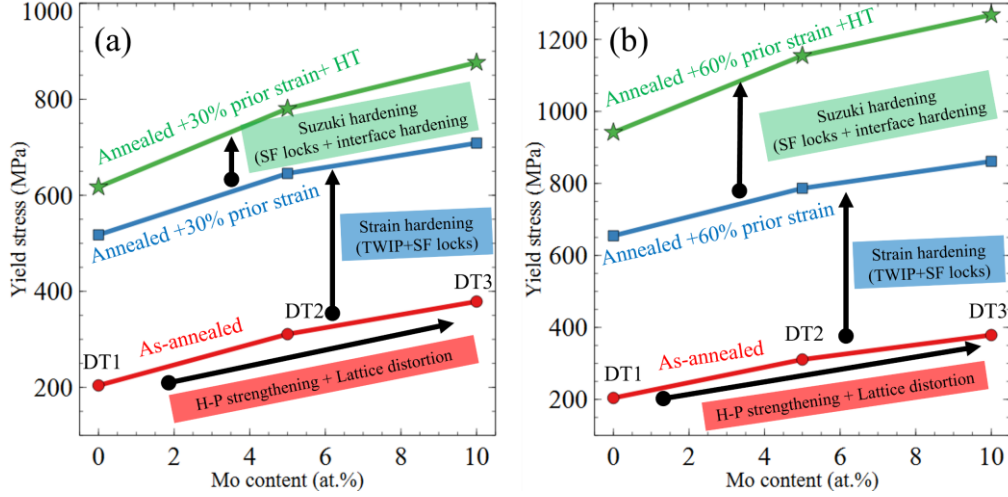 (a)
Yield stress (MPa)
1000
800
600
400
200
Annealed +30% prior strain+ HT
Suzuki hardening
(SF locks + interface hardening
Annealed +30% prior strain
Strain hardening
(TWIP+SF locks)
DT1
As-annealed
DT2
DT3
H-P strengthening + Lattice distortion
0 2 4 6 8 10
Mo content (at.%)
(b)
Yield stress (MPa)
1200
1000
800
600
400
200
Annealed +60% prior strain +HT
Suzuki hardening
(SF locks + interface hardening
Annealed +60% prior strain
Strain hardening
(TWIP+SF locks)
DT1
As-annealed
DT2
DT3
H-P strengthening + Lattice distortion
0 2 4 6 8 10
Mo content (at.%)